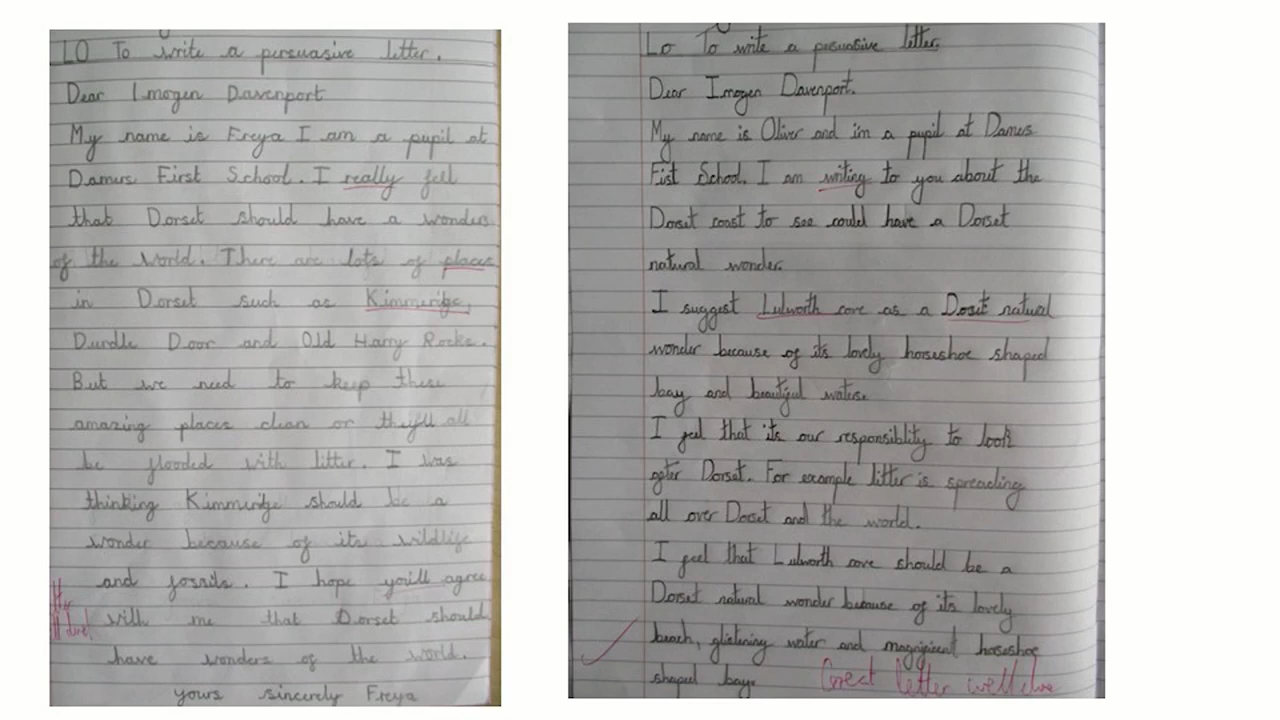 LO To write a persuasive letter.
Dear Imogen Davenport
My name is Freya I am a pupil at
Damers First School. I really fell
that Dorset should have a wonders
of the world. There are lots of places
in Dorset such as Kimmerige,
Durdle Door and Old Harry Rocks.
But we need to keep these
amazing places clean or they'll all
be flooded with litter. I was
thinking Kimmerige should be a
wonder because of its wildlife
and fossils. I hope you'll agree
with me that Dorset should
have wonders of the world.
yours sincerely Freya
Lo To write a persuasive letter.
Dear Imogen Davenport.
My name is Oliver and im a pupil at Damers
Fist School. I am writing to you about the
Dorset coast to see could have a Dorset
natural wonder.
I suggest Lulworth cove as a Dosit natural
wonder because of its lovely horseshoe shaped
bay and beautiful waters.
I feel that its our responsiblity to look
after Dorset. For example litter is spreading
all over Dorset and the world.
I feel that Lulworth cove should be a
Dorset natural wonder because of its lovely
beach, glistening water and magnificent horseshoe
shaped bay.
Great letter well done